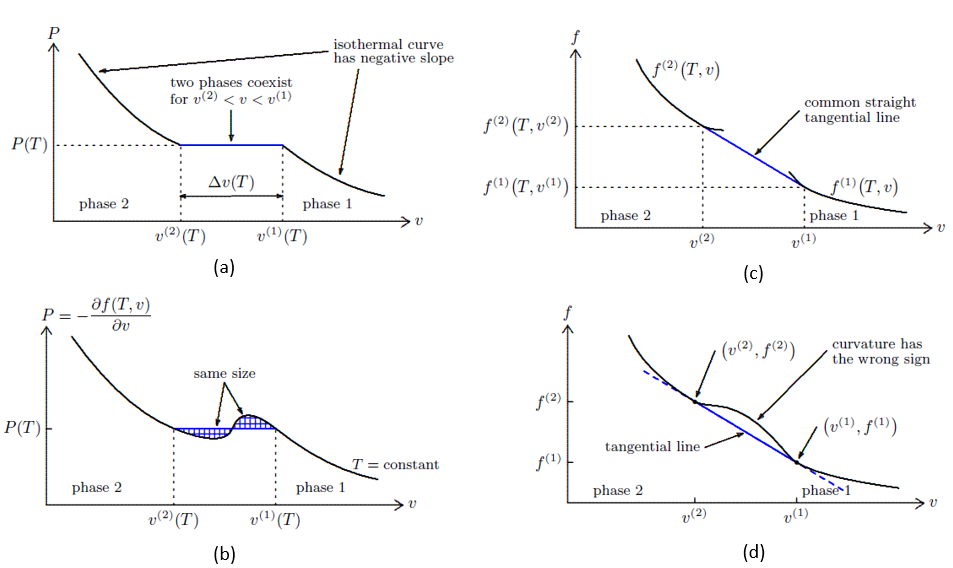 P
isothermal curve
has negative slope
two phases coexist
for v⁽²⁾ < v < v⁽¹⁾
P(T)
Δv(T)
phase 2
phase 1
v
v⁽²⁾(T)
v⁽¹⁾(T)
(a)
f
f⁽²⁾(T, v)
common straight
tangential line
f⁽²⁾(T, v⁽²⁾)
f⁽¹⁾(T, v⁽¹⁾)
f⁽¹⁾(T, v)
phase 2
phase 1
v
v⁽²⁾
v⁽¹⁾
(c)
P = −∂f(T, v)/∂v
same size
P(T)
T = constant
phase 2
phase 1
v
v⁽²⁾(T)
v⁽¹⁾(T)
(b)
f
(v⁽²⁾, f⁽²⁾)
curvature has
the wrong sign
f⁽²⁾
(v⁽¹⁾, f⁽¹⁾)
tangential line
f⁽¹⁾
phase 2
phase 1
v
v⁽²⁾
v⁽¹⁾
(d)